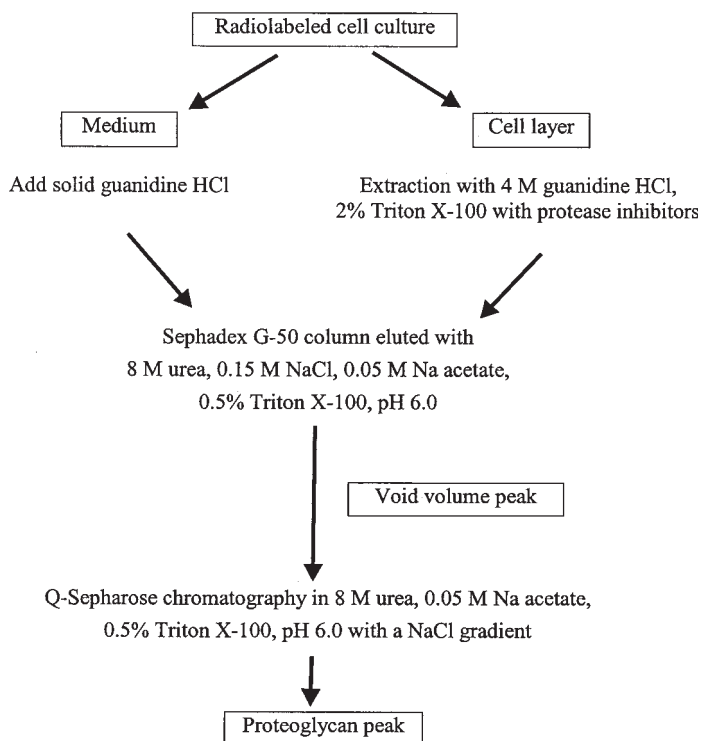 Radiolabeled cell culture
Medium
Cell layer
Add solid guanidine HCl
Extraction with 4 M guanidine HCl,
2% Triton X-100 with protease inhibitors
Sephadex G-50 column eluted with
8 M urea, 0.15 M NaCl, 0.05 M Na acetate,
0.5% Triton X-100, pH 6.0
Void volume peak
Q-Sepharose chromatography in 8 M urea, 0.05 M Na acetate,
0.5% Triton X-100, pH 6.0 with a NaCl gradient
Proteoglycan peak